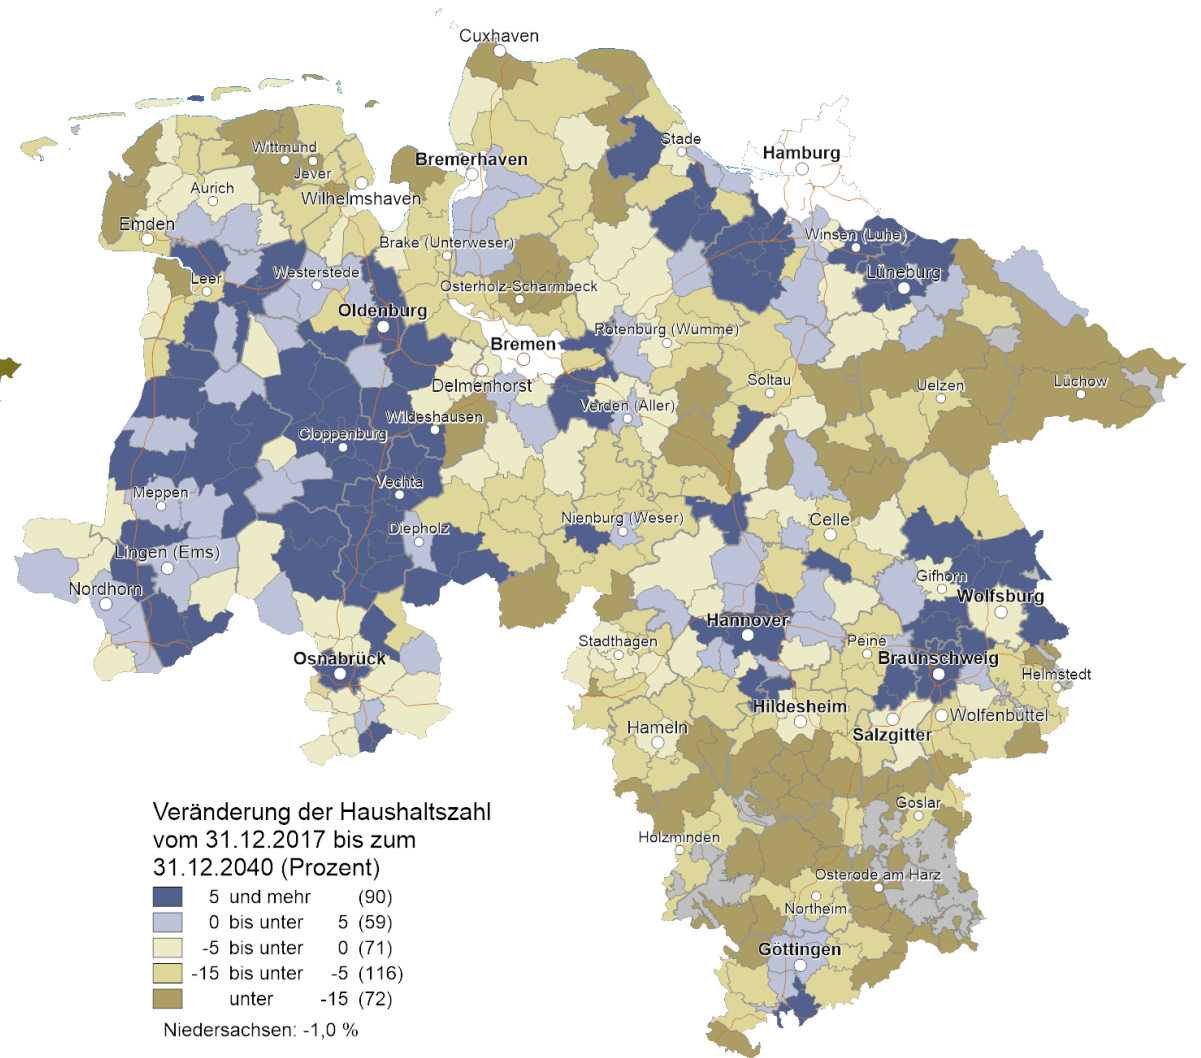 Cuxhaven
Stade
Hamburg
Wittmund
Bremerhaven
Jever
Aurich
Wilhelmshaven
Emden
Winsen (Luhe)
Brake (Unterweser)
Leer
Westerstede
Lüneburg
Osterholz-Scharmbeck
Oldenburg
Rotenburg (Wümme)
Bremen
Delmenhorst
Soltau
Uelzen
Lüchow
Wildeshausen
Verden (Aller)
Cloppenburg
Vechta
Meppen
Nienburg (Weser)
Celle
Diepholz
Lingen (Ems)
Gifhorn
Nordhorn
Wolfsburg
Hannover
Stadthagen
Peine
Osnabrück
Braunschweig
Helmstedt
Hildesheim
Wolfenbüttel
Hameln
Salzgitter
Goslar
Holzminden
Osterode am Harz
Northeim
Göttingen
Veränderung der Haushaltszahl
vom 31.12.2017 bis zum
31.12.2040 (Prozent)
5 und mehr (90)
0 bis unter 5 (59)
-5 bis unter 0 (71)
-15 bis unter -5 (116)
unter -15 (72)
Niedersachsen: -1,0 %